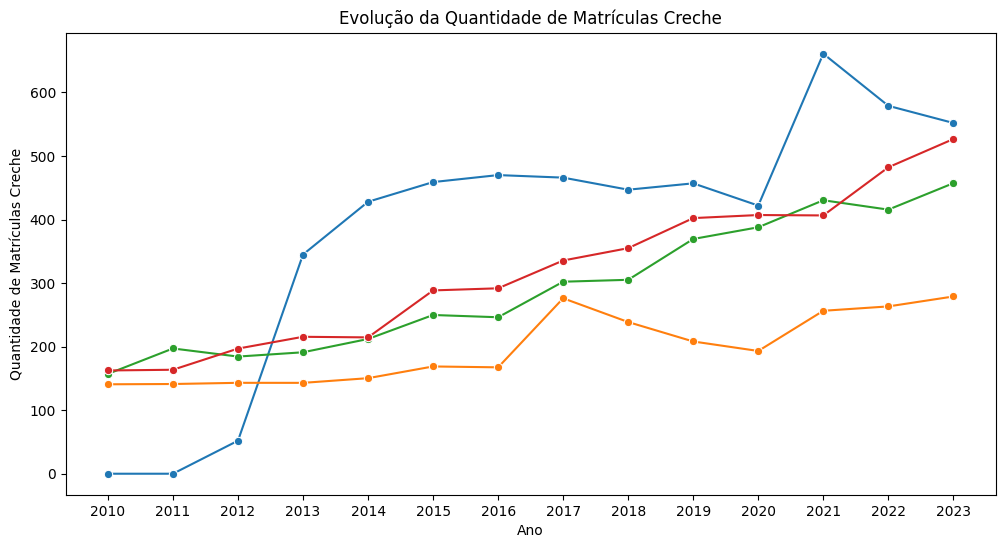 Evolução da Quantidade de Matrículas Creche
Quantidade de Matrículas Creche
600
500
400
300
200
100
0
2010 2011 2012 2013 2014 2015 2016 2017 2018 2019 2020 2021 2022 2023
Ano